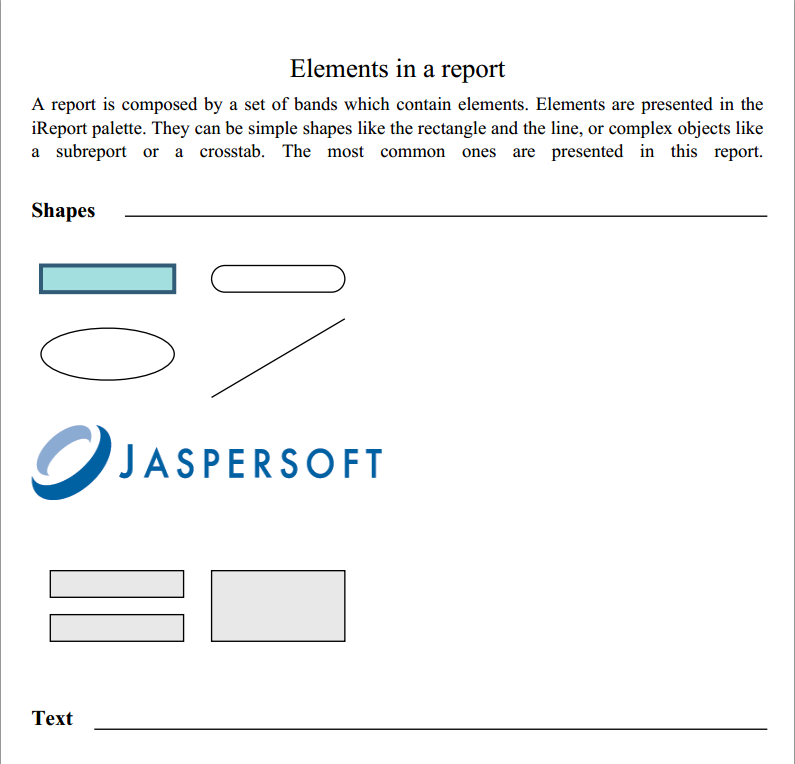 Elements in a report
A report is composed by a set of bands which contain elements. Elements are presented in the
iReport palette. They can be simple shapes like the rectangle and the line, or complex objects like
a subreport or a crosstab. The most common ones are presented in this report.
Shapes
JASPERSOFT
Text